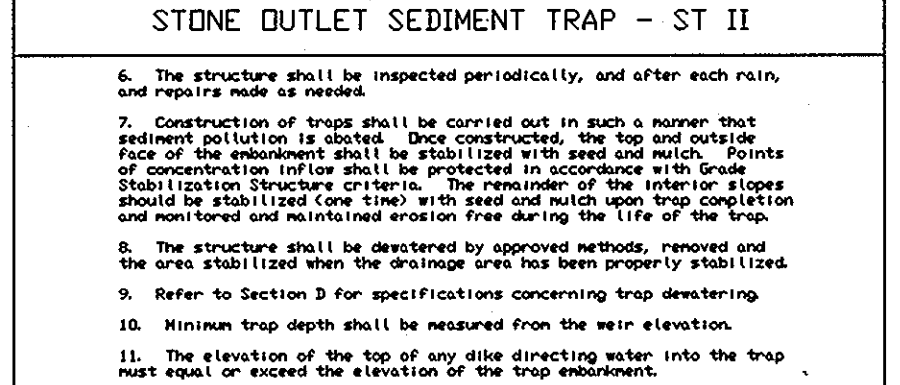 STONE OUTLET SEDIMENT TRAP - ST II
6. The structure shall be inspected periodically, and after each rain,
and repairs made as needed.
7. Construction of traps shall be carried out in such a manner that
sediment pollution is abated. Once constructed, the top and outside
face of the embankment shall be stabilized with seed and mulch. Points
of concentration inflow shall be protected in accordance with Grade
Stabilization Structure criteria. The remainder of the interior slopes
should be stabilized (one time) with seed and mulch upon trap completion
and monitored and maintained erosion free during the life of the trap.
8. The structure shall be dewatered by approved methods, removed and
the area stabilized when the drainage area has been properly stabilized.
9. Refer to Section D for specifications concerning trap dewatering.
10. Minimum trap depth shall be measured from the weir elevation.
11. The elevation of the top of any dike directing water into the trap
must equal or exceed the elevation of the trap embankment.